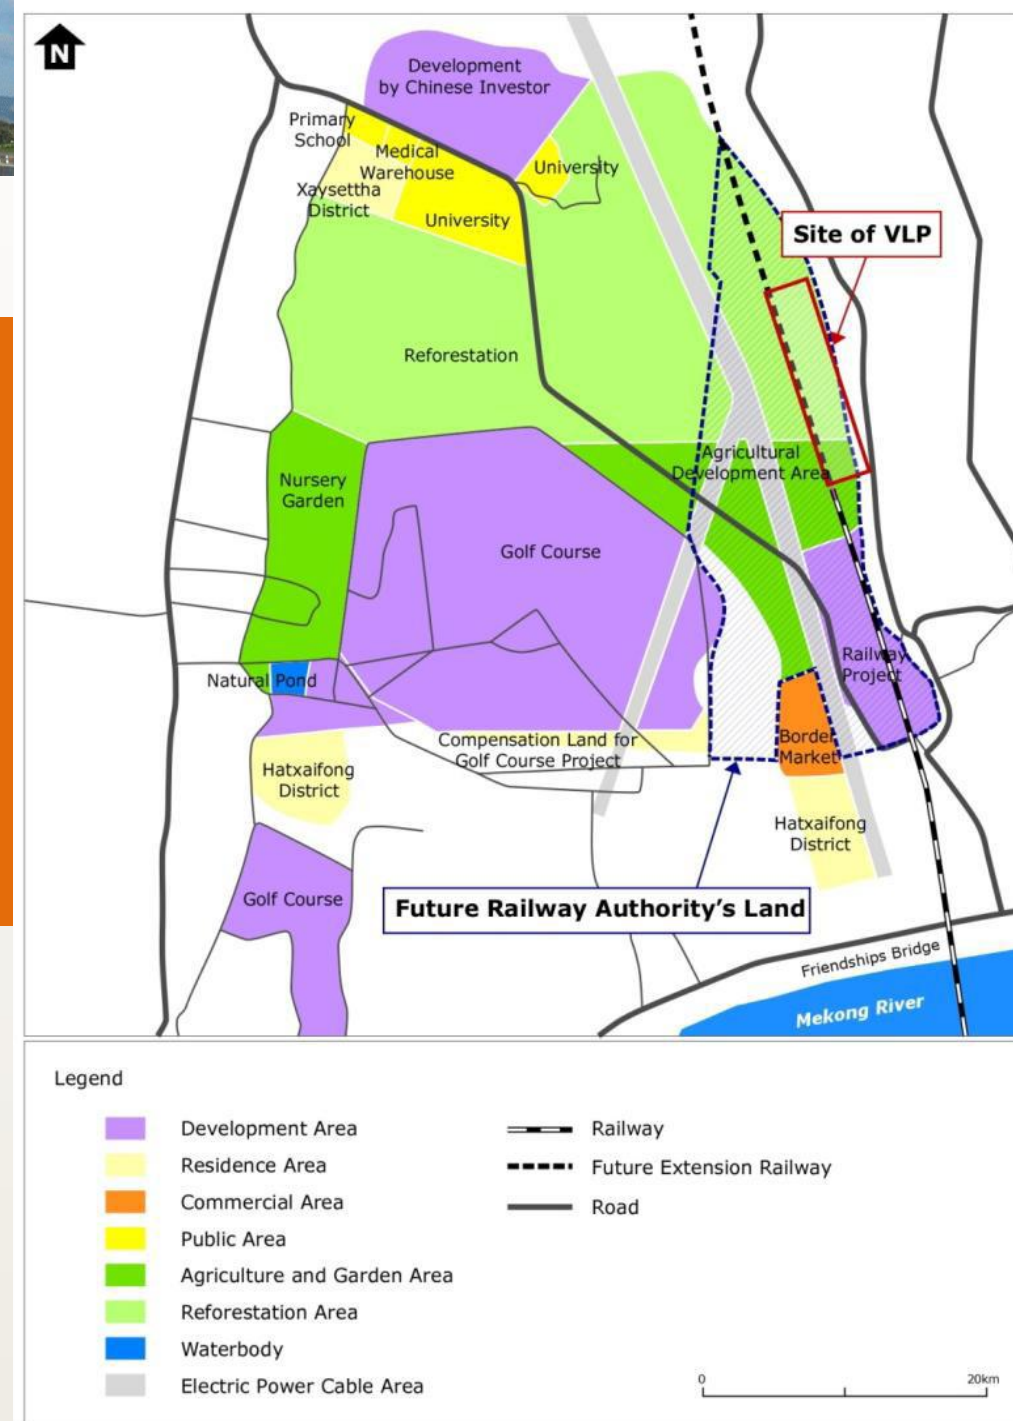 N
Development
by Chinese Investor
Primary
School
Medical
Warehouse
University
Xaysettha
District
University
Site of VLP
Reforestation
Agricultural
Development Area
Nursery
Garden
Golf Course
Railway
Project
Natural Pond
Border
Market
Compensation Land for
Golf Course Project
Hatxaifong
District
Hatxaifong
District
Golf Course
Future Railway Authority's Land
Friendships Bridge
Mekong River
Legend
Development Area
Residence Area
Commercial Area
Public Area
Agriculture and Garden Area
Reforestation Area
Waterbody
Electric Power Cable Area
Railway
Future Extension Railway
Road
0
20km